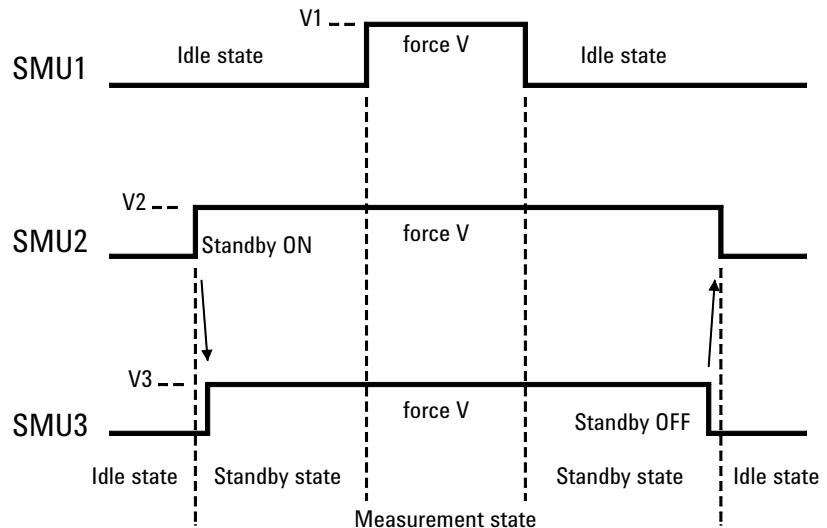 V1
Idle state
force V
Idle state
SMU1
V2
Standby ON
force V
SMU2
V3
force V
Standby OFF
SMU3
Idle state
Standby state
Standby state
Idle state
Measurement state